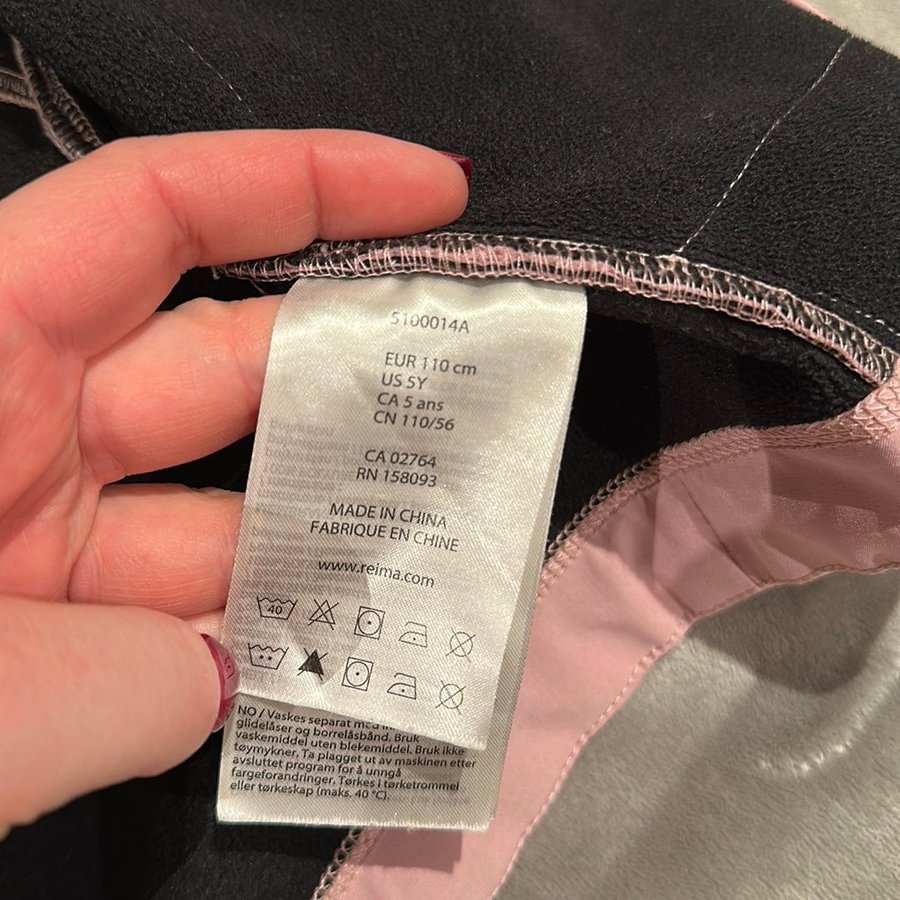 5100014A
EUR 110 cm
US 5Y
CA 5 ans
CN 110/56
CA 02764
RN 158093
MADE IN CHINA
FABRIQUE EN CHINE
www.reima.com
40
NO / Vaskes separat med
glidelåser og borrelåsbånd. Bruk
vaskemiddel uten blekemiddel. Bruk ikke
tøymykner. Ta plagget ut av maskinen etter
avsluttet program for å unngå
fargeforandringer. Tørkes i tørketrommel
eller tørkeskap (maks. 40 °C).